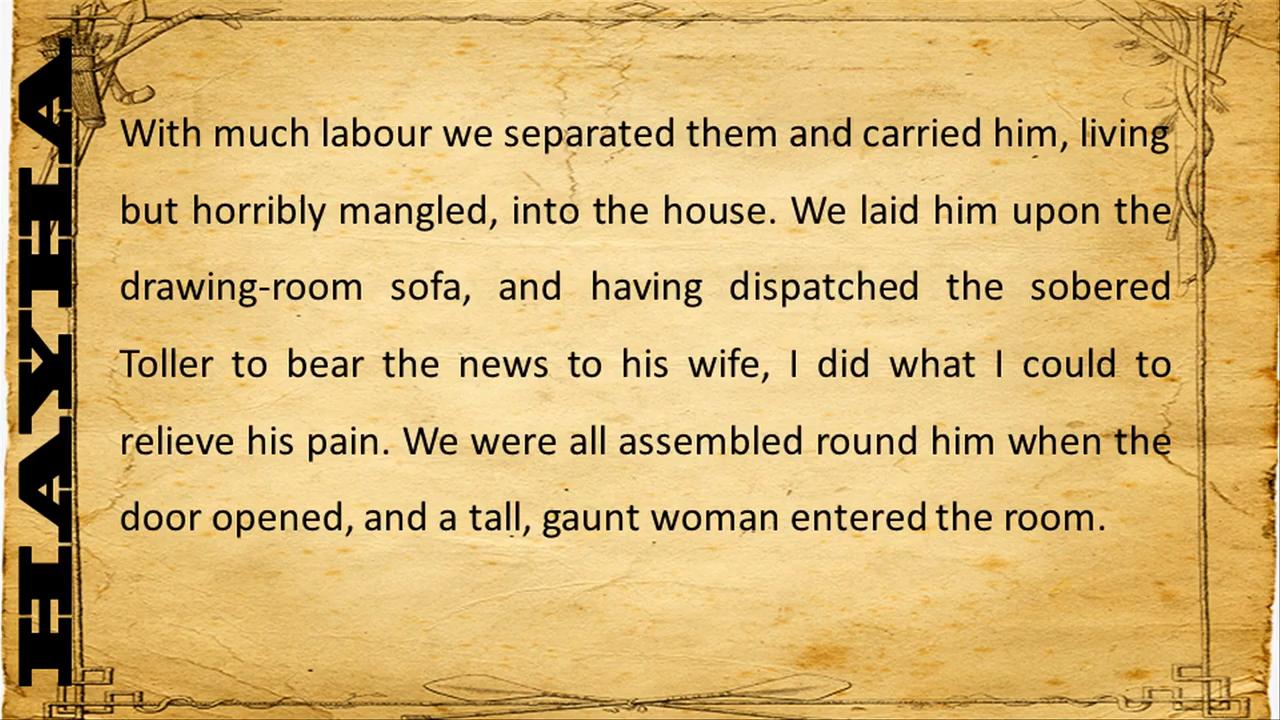 HAYHA
With much labour we separated them and carried him, living
but horribly mangled, into the house. We laid him upon the
drawing-room sofa, and having dispatched the sobered
Toller to bear the news to his wife, I did what I could to
relieve his pain. We were all assembled round him when the
door opened, and a tall, gaunt woman entered the room.